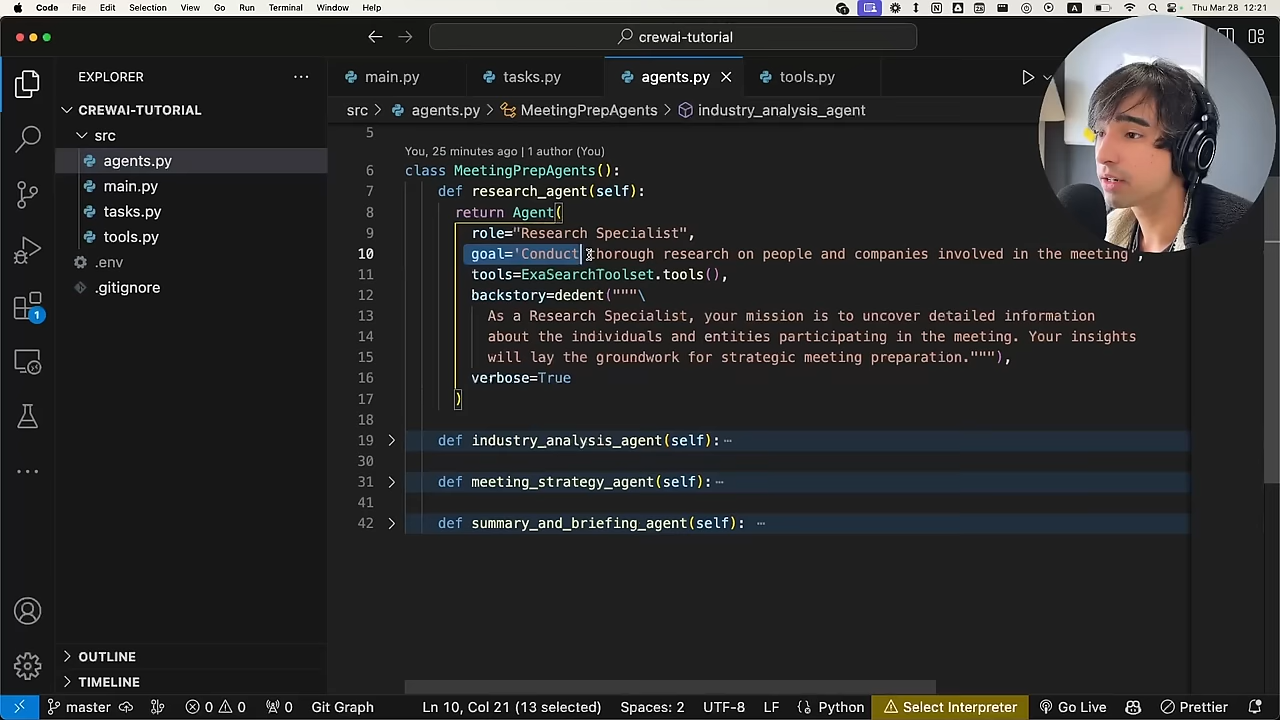 Code File Edit Selection View Go Run Terminal Window Help Thu Mar 28 12:21
crewai-tutorial
EXPLORER
main.py tasks.py agents.py tools.py
CREWAI-TUTORIAL
src > agents.py > MeetingPrepAgents > industry_analysis_agent
src
agents.py
main.py
tasks.py
tools.py
.env
.gitignore
1
5
You, 25 minutes ago | 1 author (You)
6 class MeetingPrepAgents():
7 def research_agent(self):
8 return Agent(
9 role="Research Specialist",
10 goal='Conduct thorough research on people and companies involved in the meeting',
11 tools=ExaSearchToolset.tools(),
12 backstory=dedent("""\
13 As a Research Specialist, your mission is to uncover detailed information
14 about the individuals and entities participating in the meeting. Your insights
15 will lay the groundwork for strategic meeting preparation."""),
16 verbose=True
17 )
18
19 def industry_analysis_agent(self):
30
31 def meeting_strategy_agent(self):
41
42 def summary_and_briefing_agent(self):
OUTLINE
TIMELINE
master 0 0 0 Git Graph Ln 10, Col 21 (13 selected) Spaces: 2 UTF-8 LF Python Select Interpreter Go Live Prettier